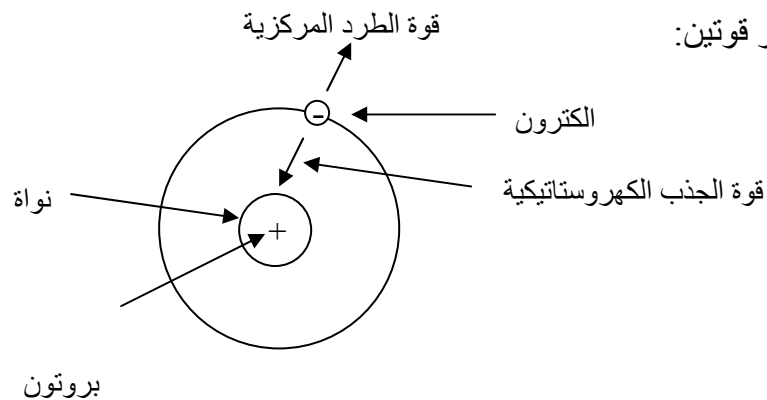 قوة الطرد المركزية
ر قوتين:
-
الكترون
قوة الجذب الكهروستاتيكية
نواة
+
بروتون